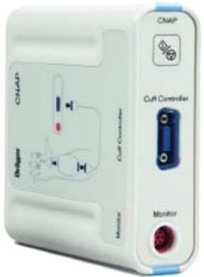 CNAP
Cuff Controller
Monitor
CNAP
Cuff Controller
Dräger
Monitor